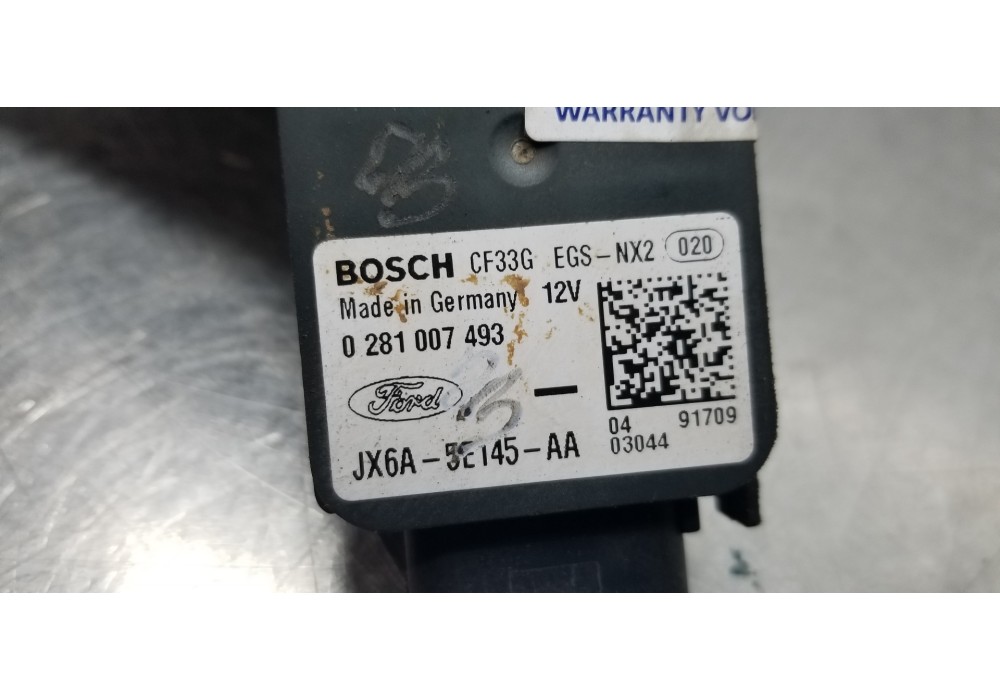 WARRANTY VO
BOSCH CF33G EGS-NX2 020
Made in Germany 12V
0 281 007 493
Ford —
JX6A-5E145-AA
04 91709
03044